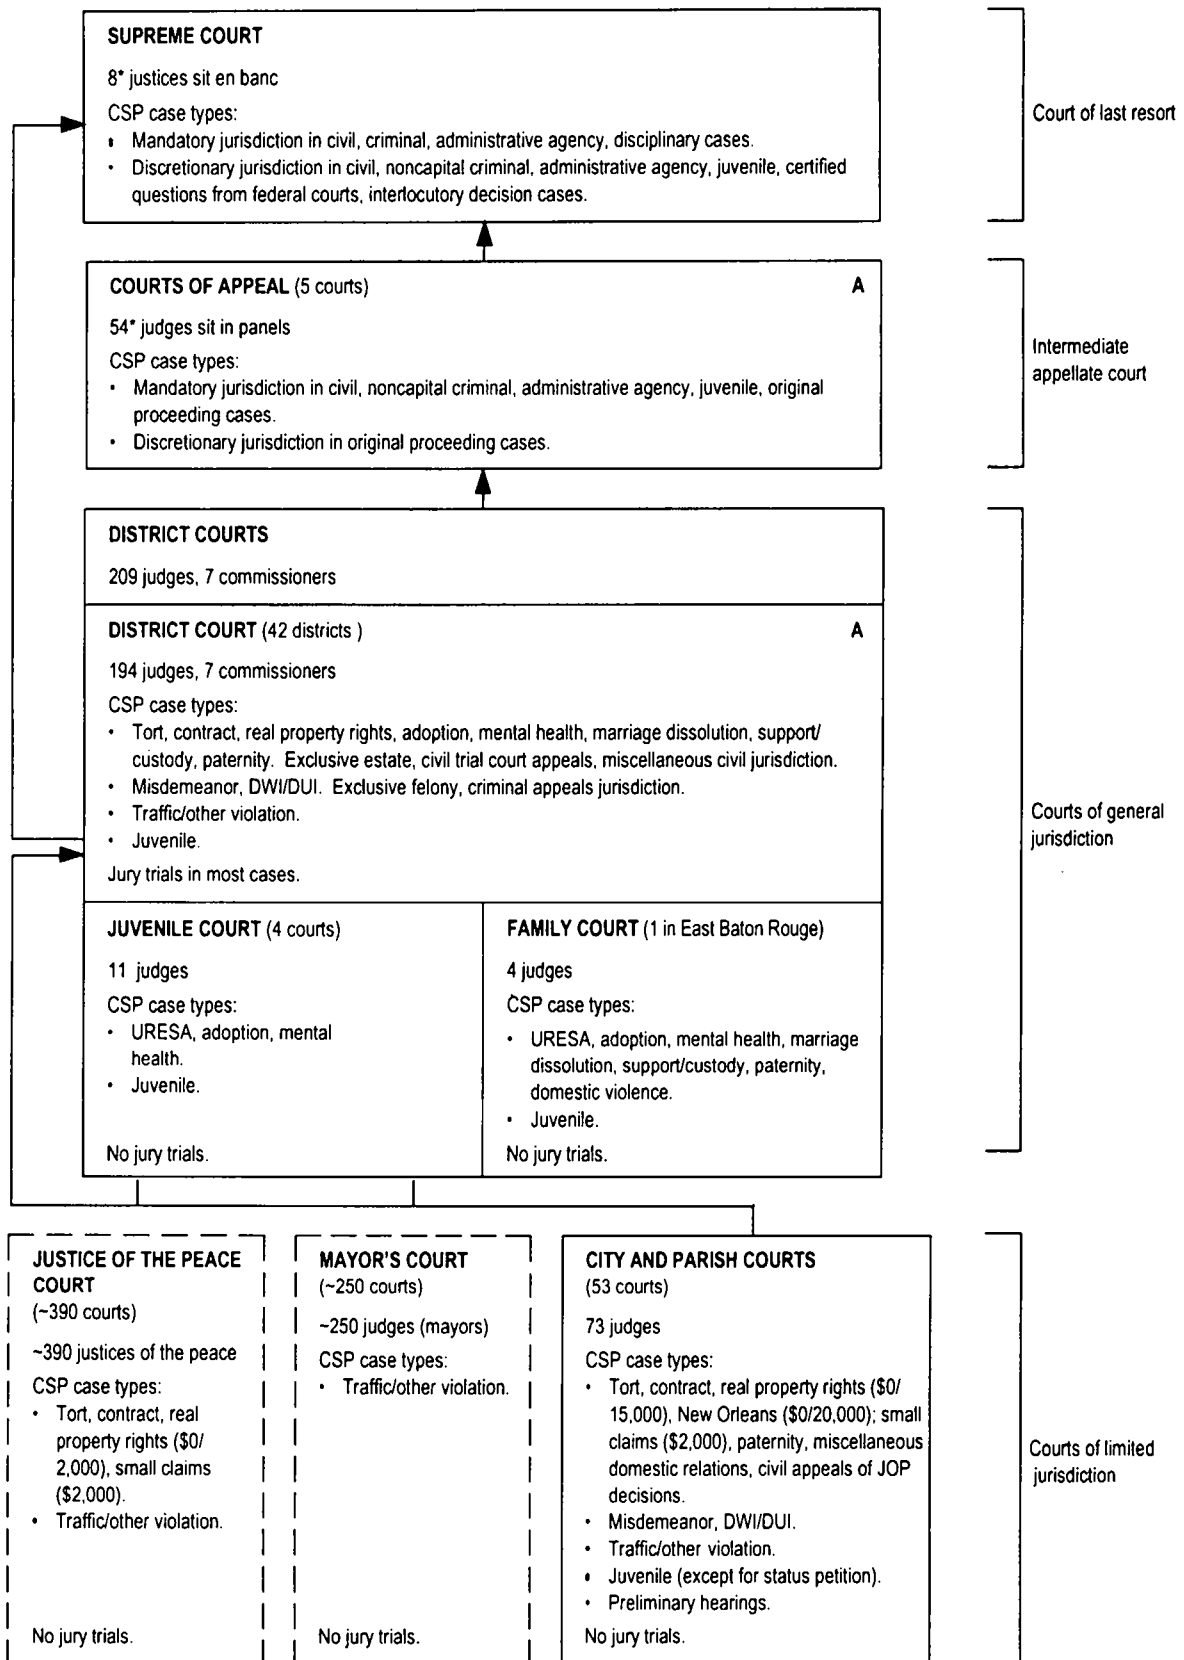 SUPREME COURT
8* justices sit en banc
CSP case types:
• Mandatory jurisdiction in civil, criminal, administrative agency, disciplinary cases.
• Discretionary jurisdiction in civil, noncapital criminal, administrative agency, juvenile, certified
questions from federal courts, interlocutory decision cases.
Court of last resort
COURTS OF APPEAL (5 courts) A
54* judges sit in panels
CSP case types:
• Mandatory jurisdiction in civil, noncapital criminal, administrative agency, juvenile, original
proceeding cases.
• Discretionary jurisdiction in original proceeding cases.
Intermediate
appellate court
DISTRICT COURTS
209 judges, 7 commissioners
DISTRICT COURT (42 districts ) A
194 judges, 7 commissioners
CSP case types:
• Tort, contract, real property rights, adoption, mental health, marriage dissolution, support/
custody, paternity. Exclusive estate, civil trial court appeals, miscellaneous civil jurisdiction.
• Misdemeanor, DWI/DUI. Exclusive felony, criminal appeals jurisdiction.
• Traffic/other violation.
• Juvenile.
Jury trials in most cases.
Courts of general
jurisdiction
JUVENILE COURT (4 courts)
11 judges
CSP case types:
• URESA, adoption, mental
health.
• Juvenile.
No jury trials.
FAMILY COURT (1 in East Baton Rouge)
4 judges
CSP case types:
• URESA, adoption, mental health, marriage
dissolution, support/custody, paternity,
domestic violence.
• Juvenile.
No jury trials.
JUSTICE OF THE PEACE
COURT
(~390 courts)
~390 justices of the peace
CSP case types:
• Tort, contract, real
property rights ($0/
2,000), small claims
($2,000).
• Traffic/other violation.
No jury trials.
MAYOR'S COURT
(~250 courts)
~250 judges (mayors)
CSP case types:
• Traffic/other violation.
No jury trials.
CITY AND PARISH COURTS
(53 courts)
73 judges
CSP case types:
• Tort, contract, real property rights ($0/
15,000), New Orleans ($0/20,000); small
claims ($2,000), paternity, miscellaneous
domestic relations, civil appeals of JOP
decisions.
• Misdemeanor, DWI/DUI.
• Traffic/other violation.
• Juvenile (except for status petition).
• Preliminary hearings.
No jury trials.
Courts of limited
jurisdiction